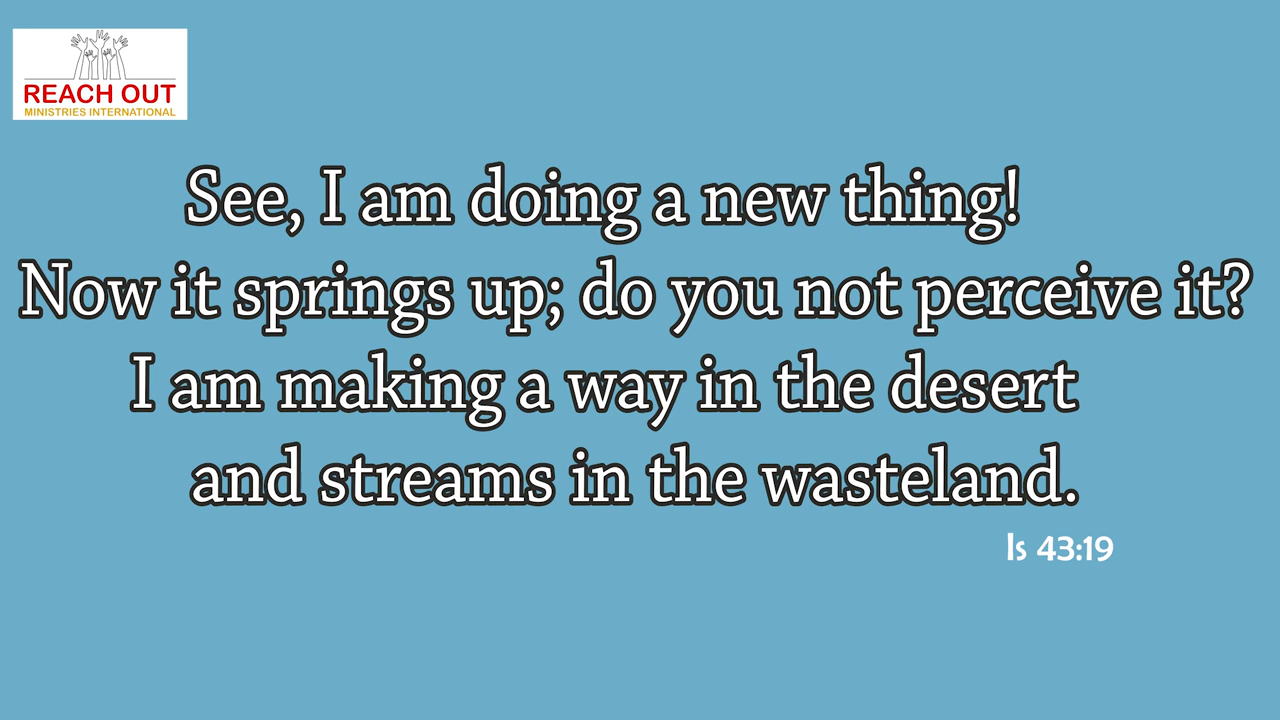 REACH OUT
MINISTRIES INTERNATIONAL
See, I am doing a new thing!
Now it springs up; do you not perceive it?
I am making a way in the desert
and streams in the wasteland.
Is 43:19